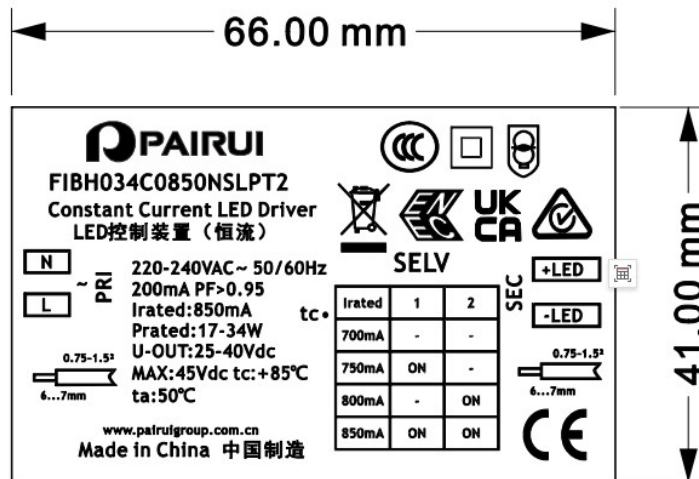 66.00 mm
41.00 mm
PAIRUI
FIBH034C0850NSLPT2
Constant Current LED Driver
LED控制装置（恒流）
CCC
ENEC
UK
CA
SELV
N
L
~
PRI
220-240VAC~ 50/60Hz
200mA PF>0.95
Irated:850mA
Prated:17-34W
U-OUT:25-40Vdc
MAX:45Vdc tc:+85℃
ta:50℃
0.75-1.5²
6...7mm
tc•
Irated 1 2
700mA - -
750mA ON -
800mA - ON
850mA ON ON
SEC
+LED
-LED
0.75-1.5²
6...7mm
www.pairuigroup.com.cn
Made in China 中国制造
CE